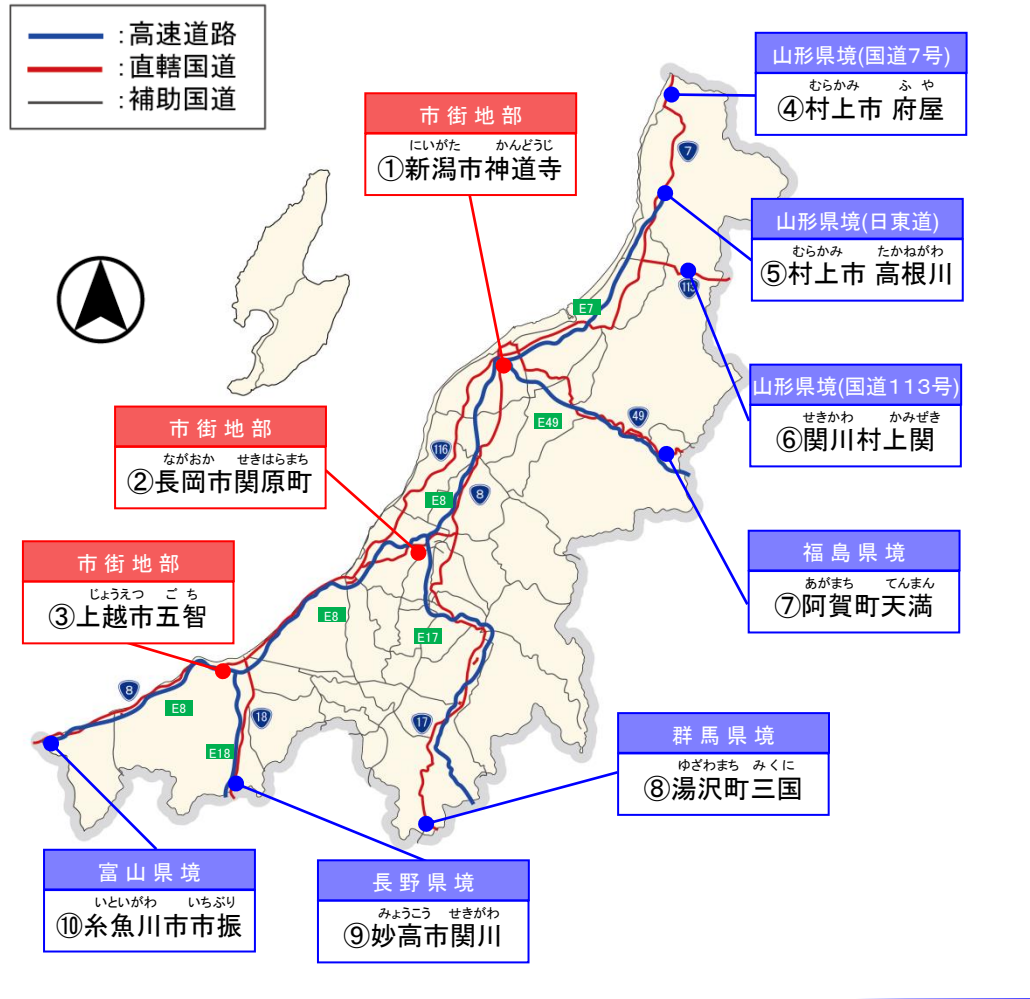 :高速道路
:直轄国道
:補助国道
山形県境(国道7号)
むらかみ ふや
④村上市 府屋
市街地部
にいがた かんどうじ
①新潟市神道寺
7
山形県境(日東道)
むらかみ たかねがわ
⑤村上市 高根川
113
E7
山形県境(国道113号)
せきかわ かみぜき
⑥関川村上関
市街地部
ながおか せきはらまち
②長岡市関原町
49
E49
116
E8
8
福島県境
あがまち てんまん
⑦阿賀町天満
市街地部
じょうえつ ごち
③上越市五智
E8
E17
8
E8
18
E18
17
群馬県境
ゆざわまち みくに
⑧湯沢町三国
富山県境
いといがわ いちぶり
⑩糸魚川市市振
長野県境
みょうこう せきがわ
⑨妙高市関川